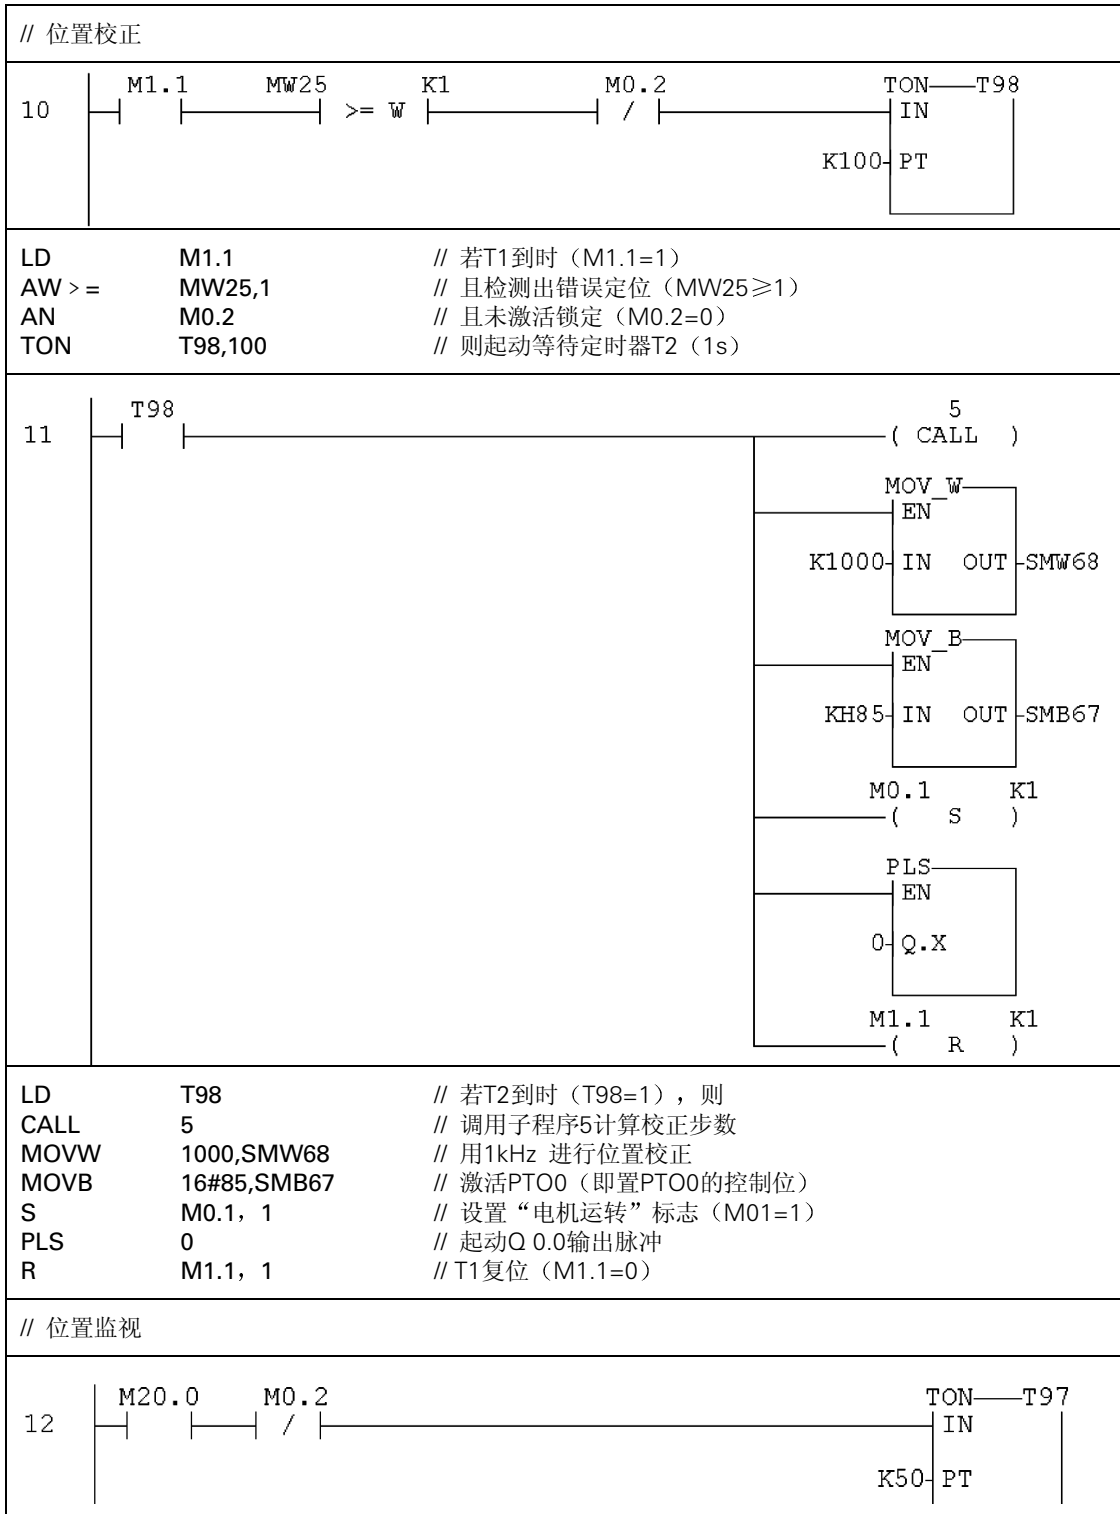 // 位置校正
M1.1 MW25 K1 M0.2 TON T98
10 >= W / IN
K100 PT
LD M1.1 // 若T1到时（M1.1=1）
AW＞= MW25,1 // 且检测出错误定位（MW25≥1）
AN M0.2 // 且未激活锁定（M0.2=0）
TON T98,100 // 则起动等待定时器T2（1s）
T98 5
11 ( CALL )
MOV_W
EN
K1000 IN OUT SMW68
MOV_B
EN
KH85 IN OUT SMB67
M0.1 K1
( S )
PLS
EN
0 Q.X
M1.1 K1
( R )
LD T98 // 若T2到时（T98=1），则
CALL 5 // 调用子程序5计算校正步数
MOVW 1000,SMW68 // 用1kHz 进行位置校正
MOVB 16#85,SMB67 // 激活PTO0（即置PTO0的控制位）
S M0.1，1 // 设置“电机运转”标志（M01=1）
PLS 0 // 起动Q 0.0输出脉冲
R M1.1，1 // T1复位（M1.1=0）
// 位置监视
M20.0 M0.2 TON T97
12 / IN
K50 PT